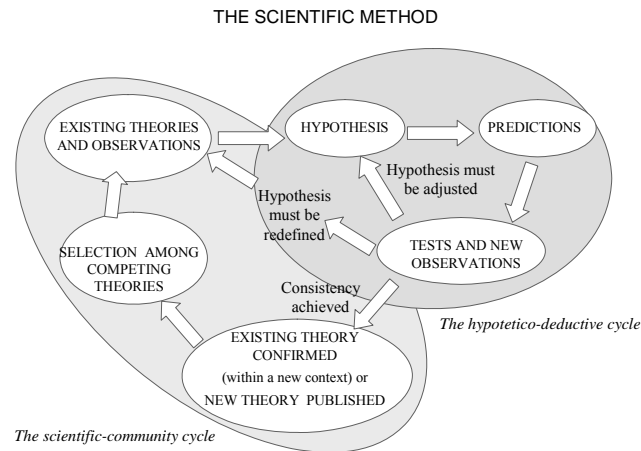 THE SCIENTIFIC METHOD
EXISTING THEORIES
AND OBSERVATIONS
HYPOTHESIS
PREDICTIONS
Hypothesis must
be adjusted
Hypothesis
must be
redefined
TESTS AND NEW
OBSERVATIONS
SELECTION AMONG
COMPETING
THEORIES
Consistency
achieved
The hypotetico-deductive cycle
EXISTING THEORY
CONFIRMED
(within a new context) or
NEW THEORY PUBLISHED
The scientific-community cycle